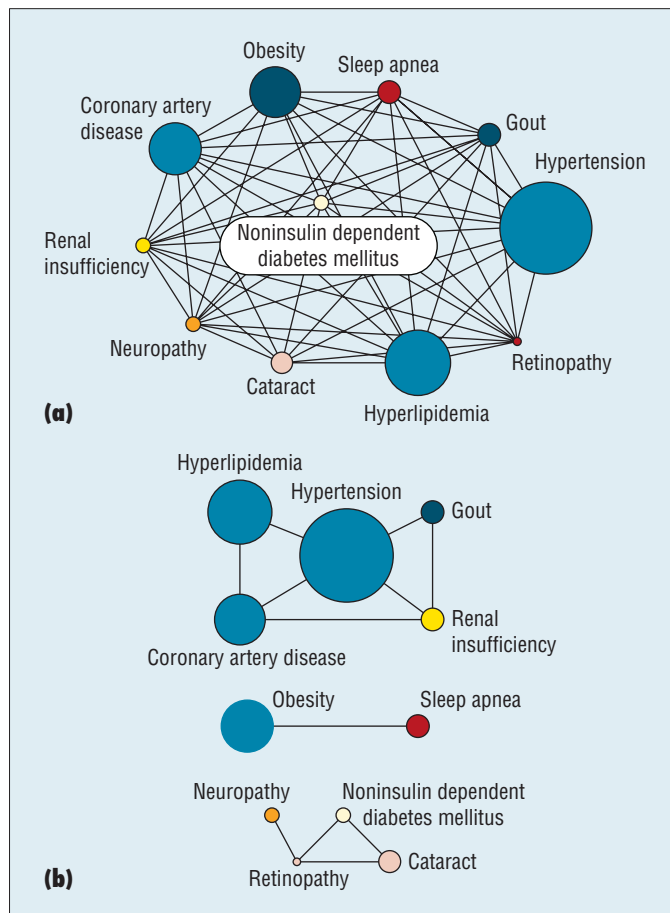 Obesity
Sleep apnea
Coronary artery
disease
Gout
Hypertension
Noninsulin dependent
diabetes mellitus
Renal
insufficiency
Neuropathy
Cataract
Retinopathy
Hyperlipidemia
(a)
Hyperlipidemia
Hypertension
Gout
Renal
insufficiency
Coronary artery disease
Obesity
Sleep apnea
Neuropathy
Noninsulin dependent
diabetes mellitus
Cataract
Retinopathy
(b)